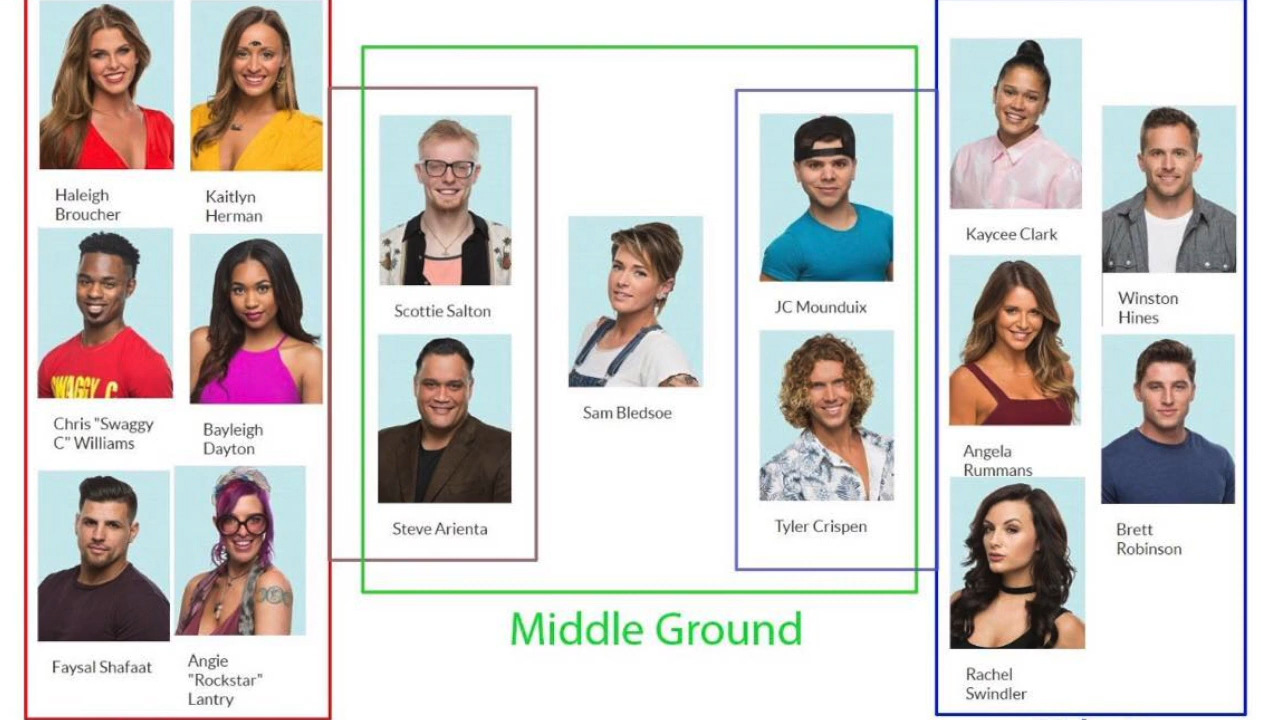 Haleigh
Broucher
Kaitlyn
Herman
Chris "Swaggy
C" Williams
Bayleigh
Dayton
SWAGGY C
Faysal Shafaat
Angie
"Rockstar"
Lantry
Scottie Salton
Steve Arienta
Sam Bledsoe
JC Mounduix
Tyler Crispen
Middle Ground
Kaycee Clark
Winston
Hines
Angela
Rummans
Brett
Robinson
Rachel
Swindler